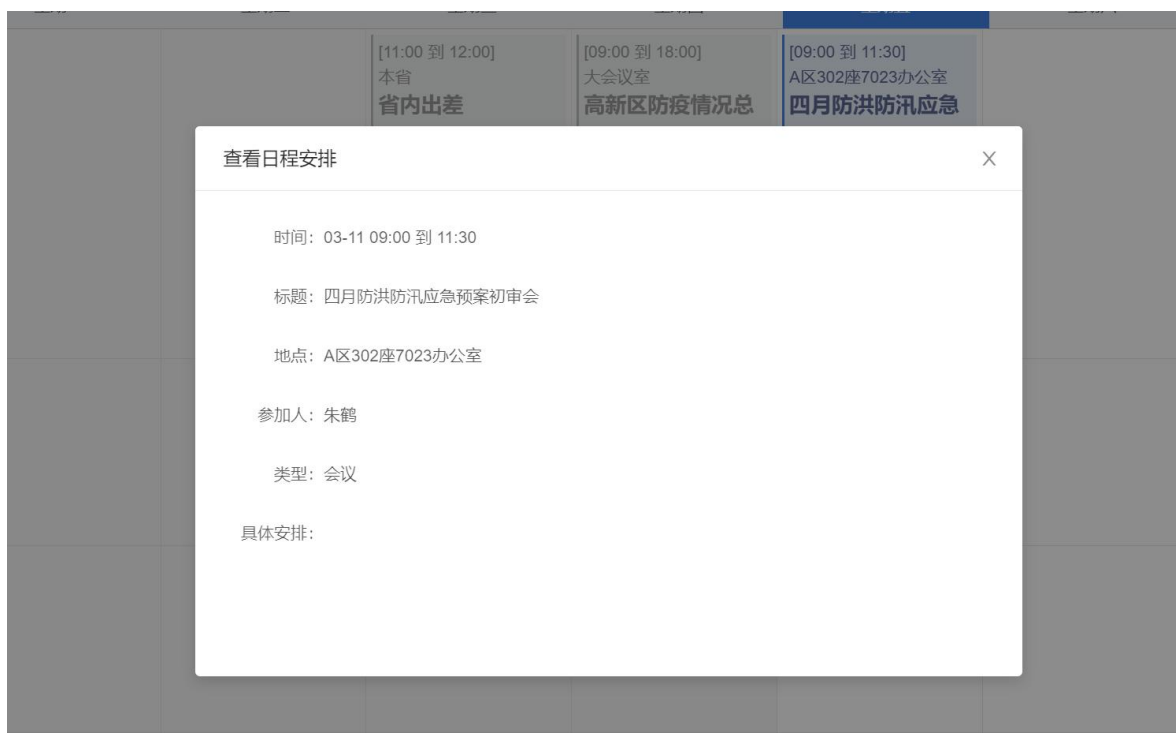 [11:00 到 12:00]
本省
省内出差
[09:00 到 18:00]
大会议室
高新区防疫情况总
[09:00 到 11:30]
A区302座7023办公室
四月防洪防汛应急
查看日程安排
时间：03-11 09:00 到 11:30
标题：四月防洪防汛应急预案初审会
地点：A区302座7023办公室
参加人：朱鹤
类型：会议
具体安排：